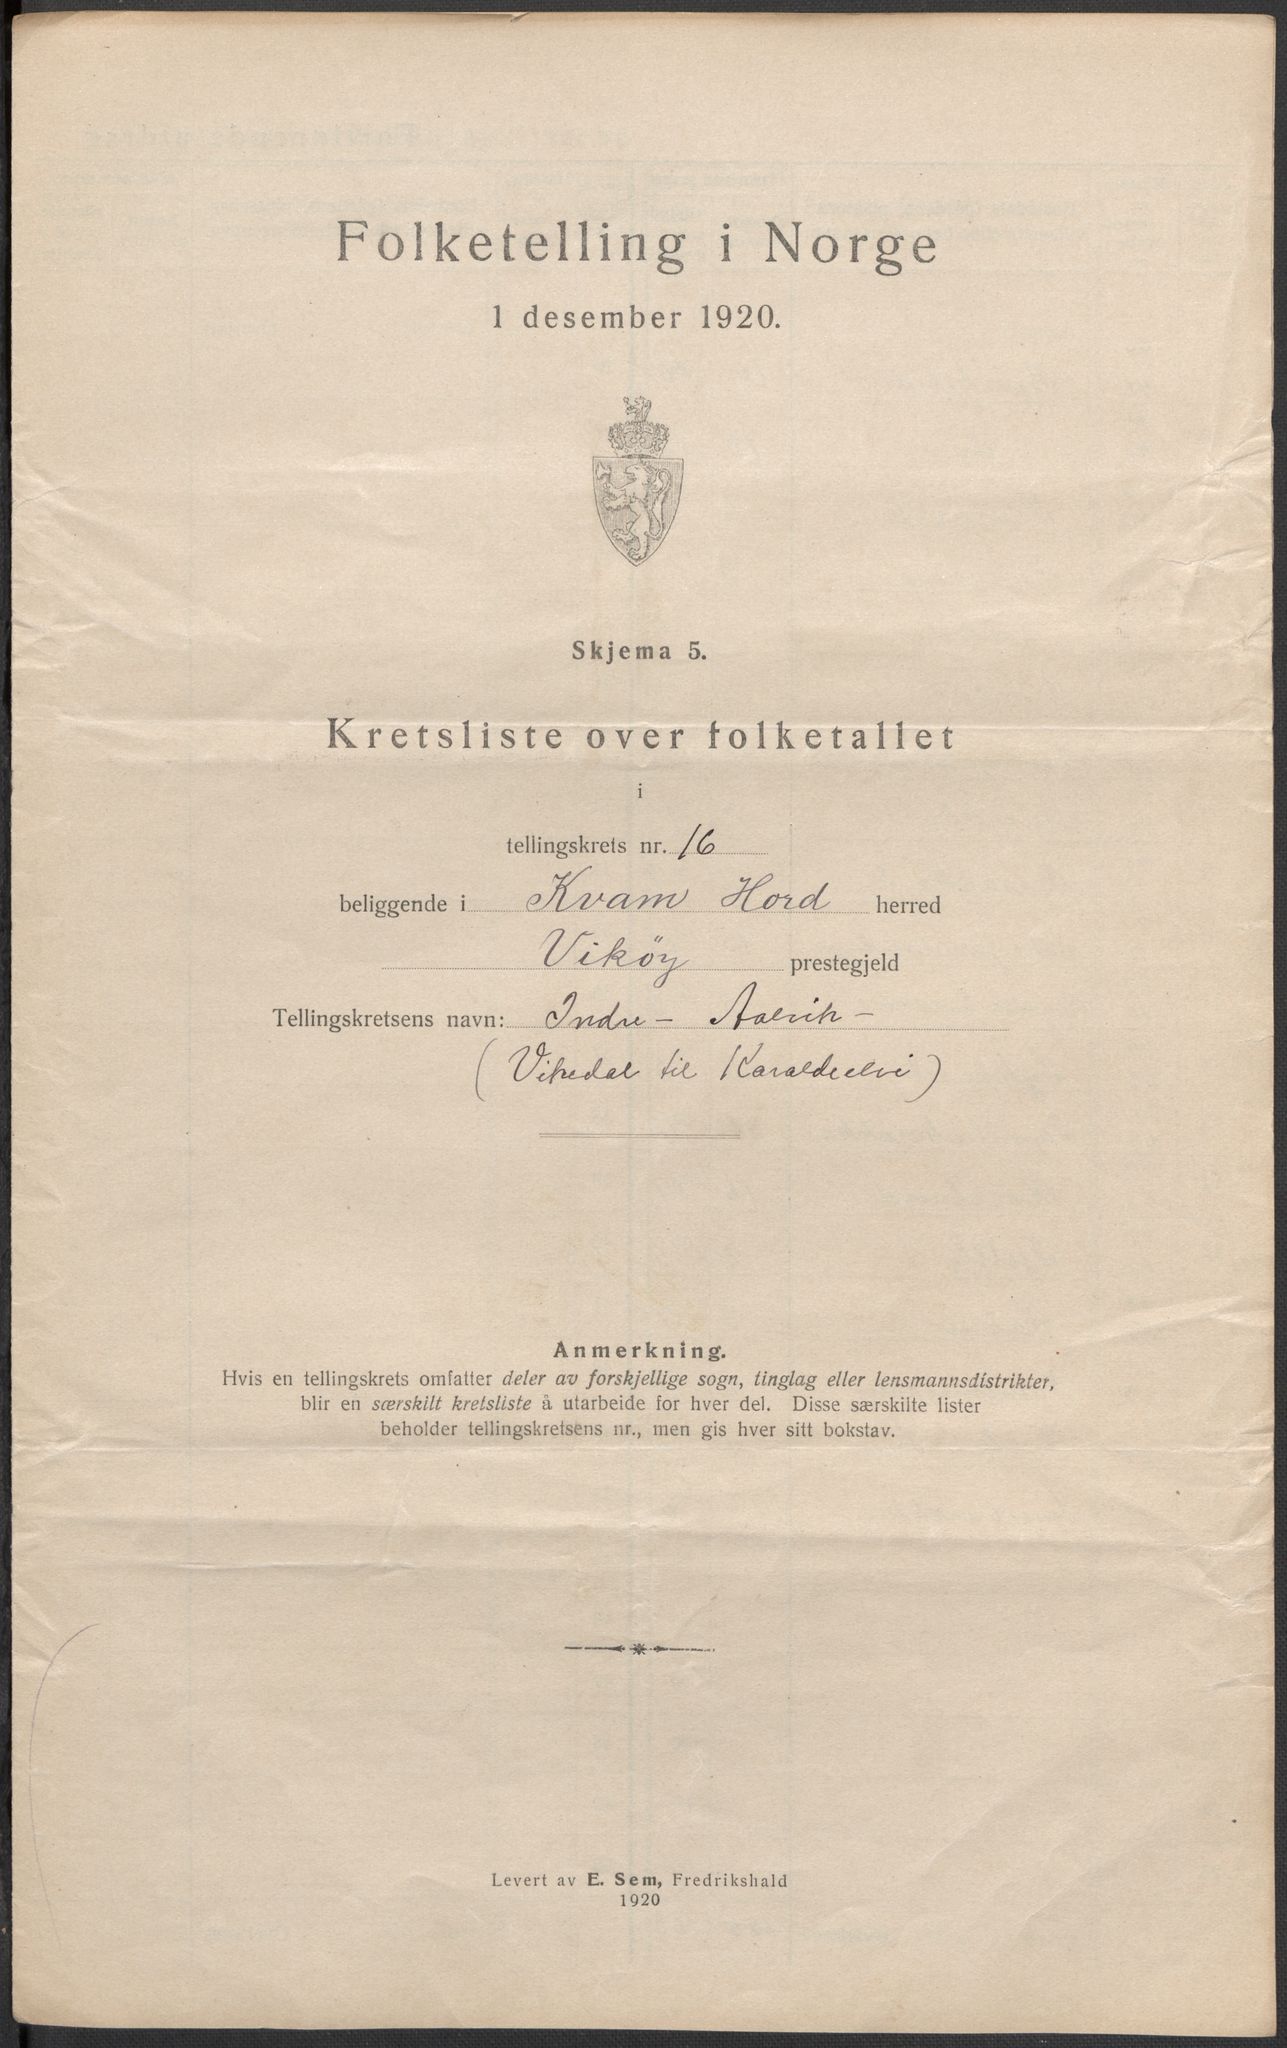 Folketelling i Norge
1 desember 1920.
Skjema 5.
Kretsliste over folketallet
i
tellingskrets nr. 16
beliggende i Kvam Hord herred
Viköy prestegjeld
Tellingskretsens navn: Indre - Aalvik -
(Vikedal til Karaldeelvi)
Anmerkning.
Hvis en tellingskrets omfatter deler av forskjellige sogn, tinglag eller lensmannsdistrikter,
blir en særskilt kretsliste å utarbeide for hver del. Disse særskilte lister
beholder tellingskretsens nr., men gis hver sitt bokstav.
Levert av E. Sem, Fredrikshald
1920